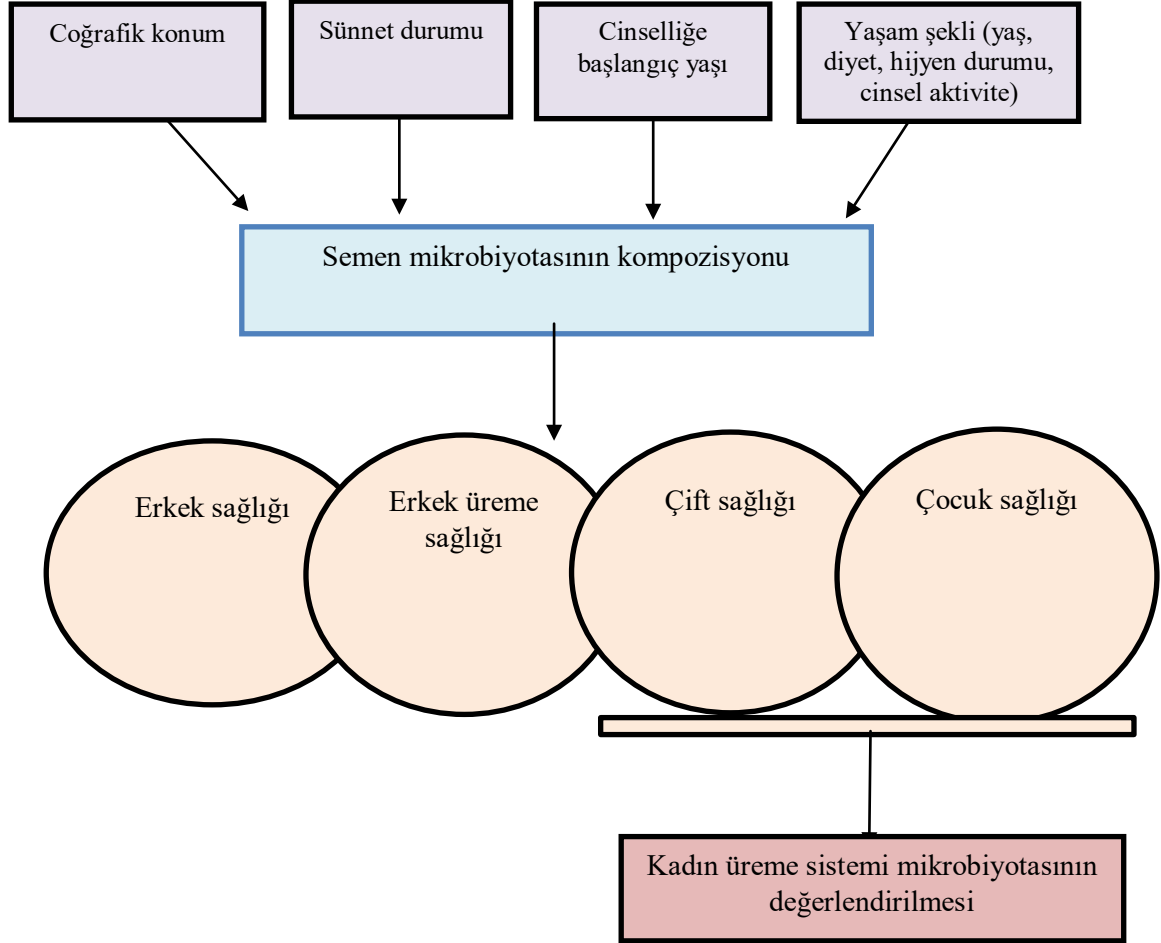 Coğrafik konum
Sünnet durumu
Cinselliğe
başlangıç yaşı
Yaşam şekli (yaş,
diyet, hijyen durumu,
cinsel aktivite)
Semen mikrobiyotasının kompozisyonu
Erkek sağlığı
Erkek üreme
sağlığı
Çift sağlığı
Çocuk sağlığı
Kadın üreme sistemi mikrobiyotasının
değerlendirilmesi